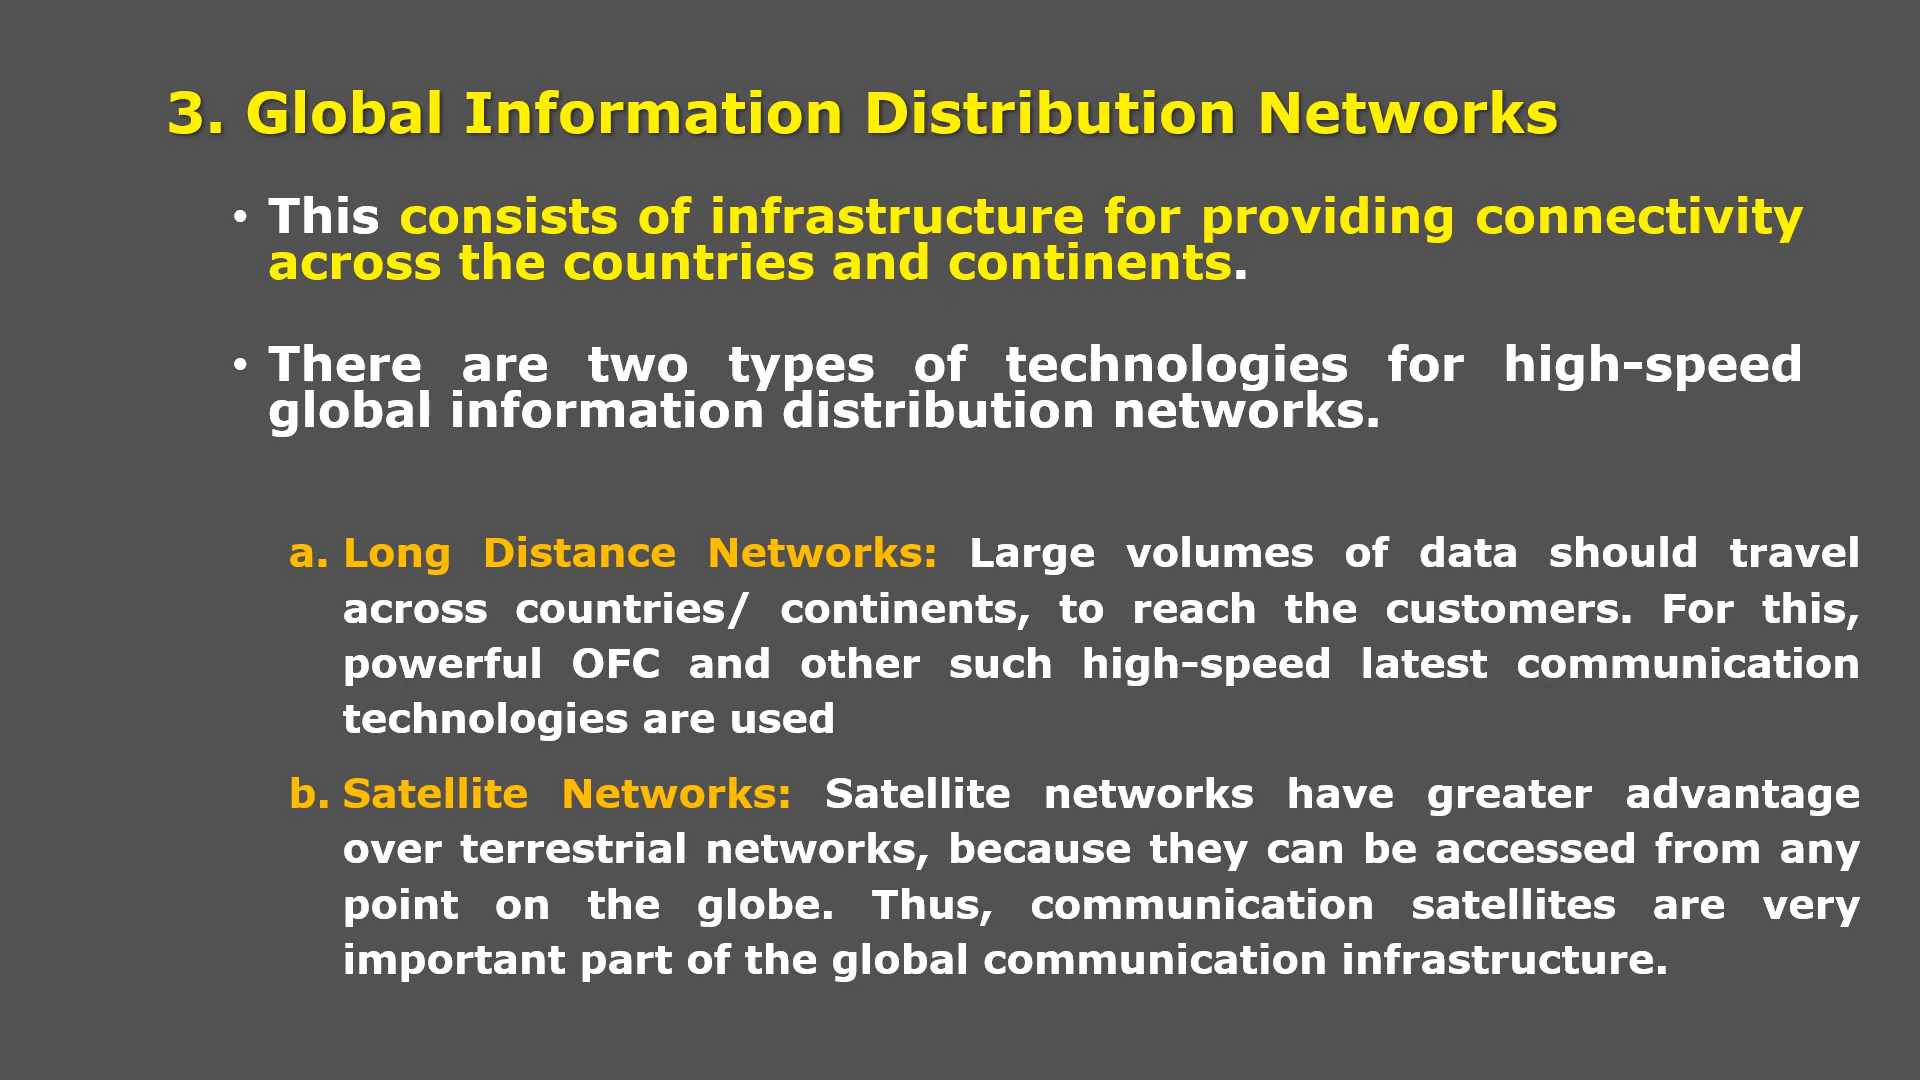 3. Global Information Distribution Networks
• This consists of infrastructure for providing connectivity
across the countries and continents.
• There are two types of technologies for high-speed
global information distribution networks.
a. Long Distance Networks: Large volumes of data should travel
across countries/ continents, to reach the customers. For this,
powerful OFC and other such high-speed latest communication
technologies are used
b. Satellite Networks: Satellite networks have greater advantage
over terrestrial networks, because they can be accessed from any
point on the globe. Thus, communication satellites are very
important part of the global communication infrastructure.